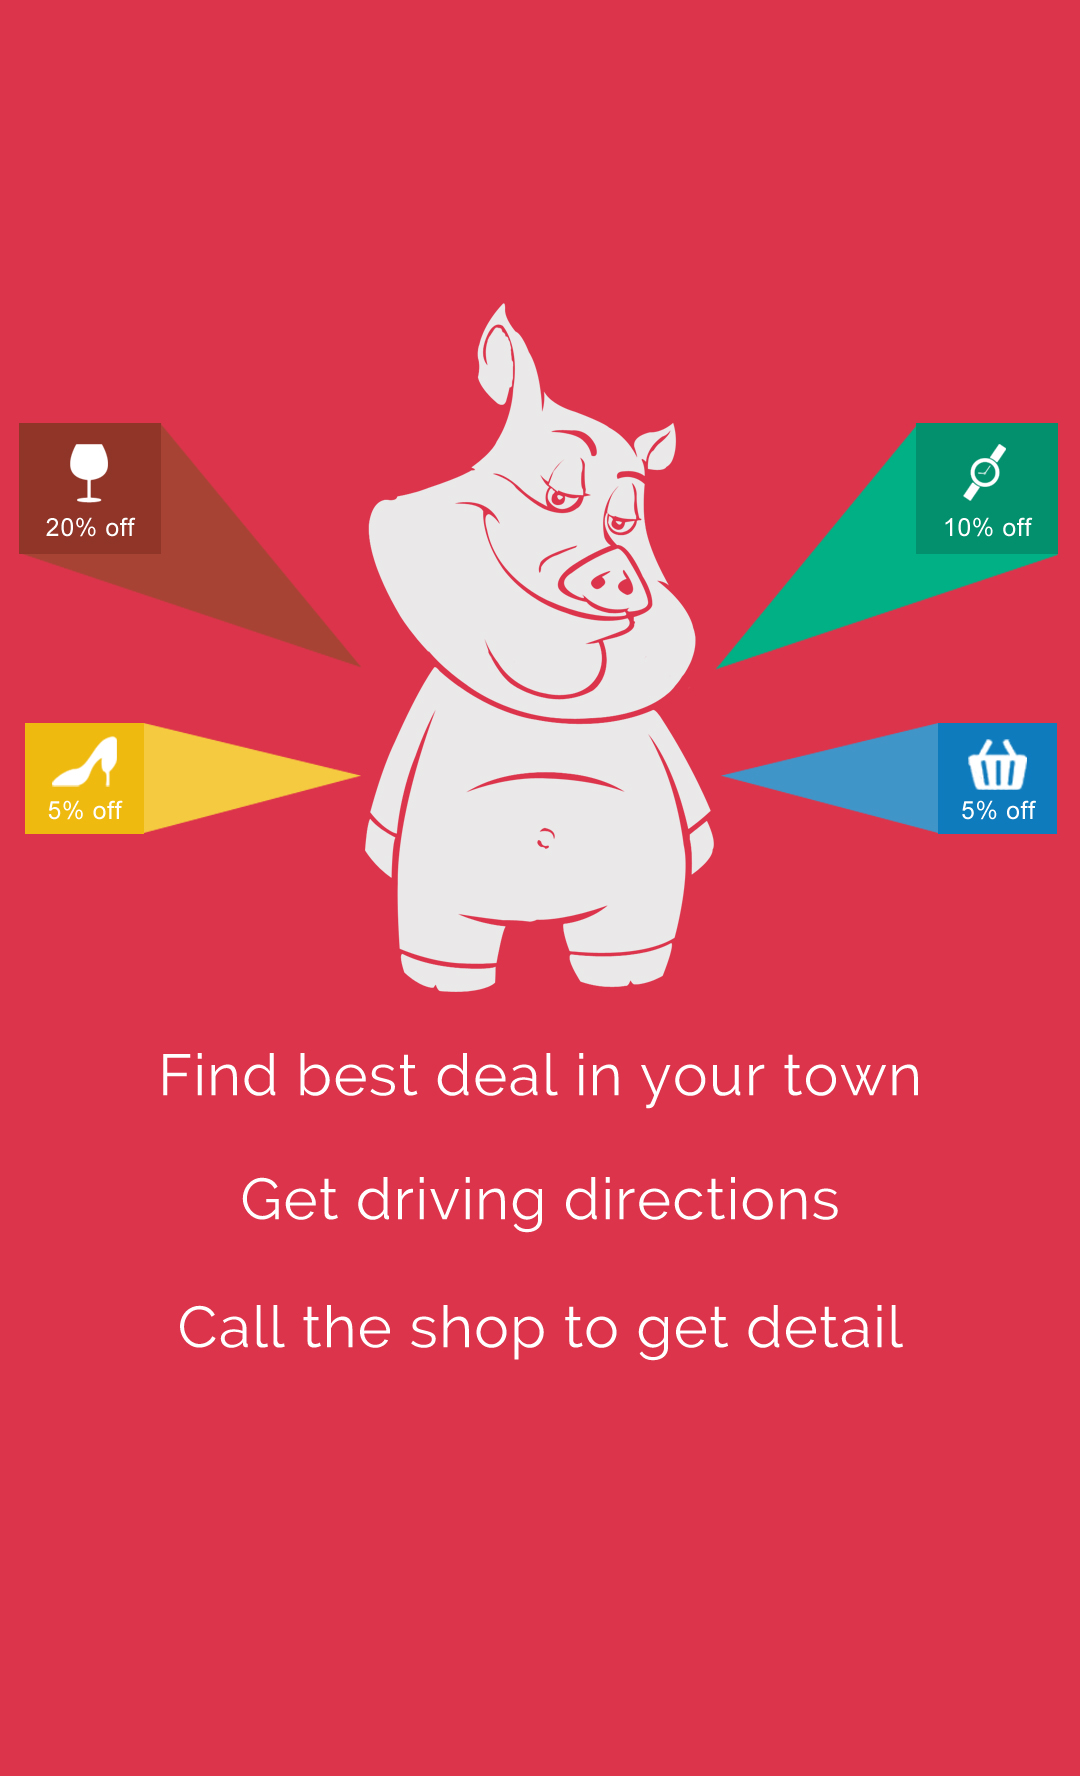 20% off
10% off
5% off
5% off
Find best deal in your town
Get driving directions
Call the shop to get detail